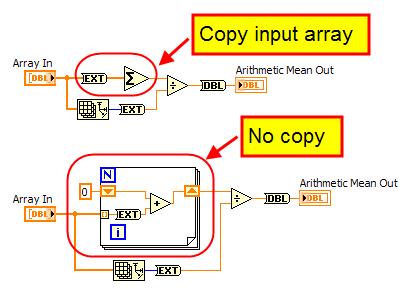 Copy input array
Array In
DBL
EXT
Σ
÷
DBL
Arithmetic Mean Out
DBL
EXT
No copy
N
Array In
DBL
0
EXT
+
i
÷
DBL
Arithmetic Mean Out
DBL
EXT